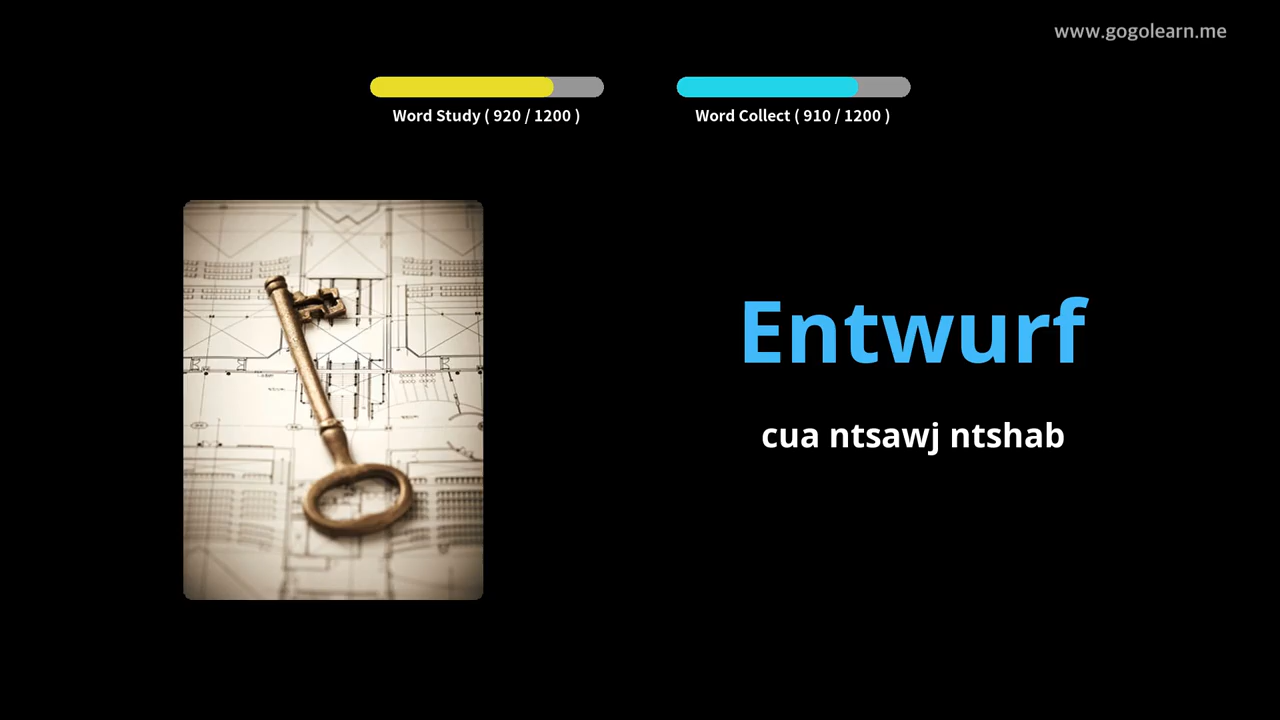 www.gogolearn.me
Word Study ( 920 / 1200 )
Word Collect ( 910 / 1200 )
Entwurf
cua ntsawj ntshab